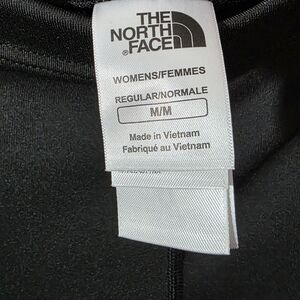 THE
NORTH
FACE
®
WOMENS/FEMMES
REGULAR/NORMALE
M/M
Made in Vietnam
Fabriqué au Vietnam